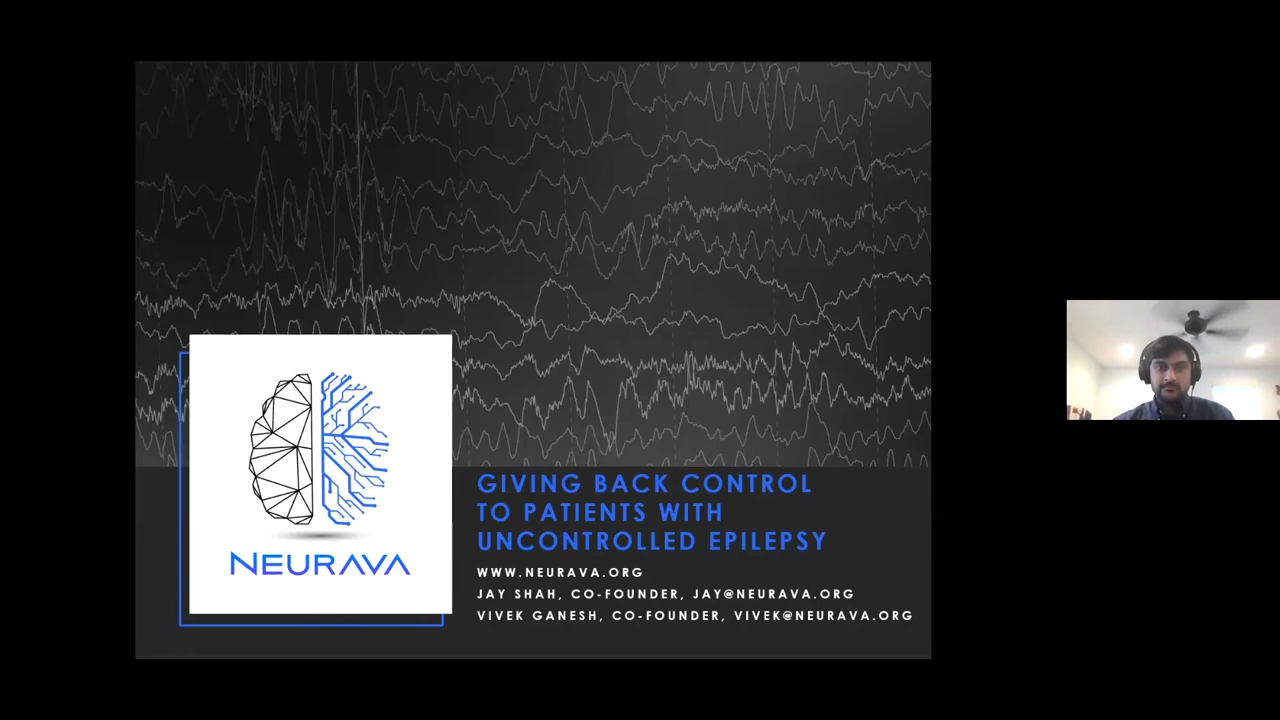 NEURAVA
GIVING BACK CONTROL
TO PATIENTS WITH
UNCONTROLLED EPILEPSY
WWW.NEURAVA.ORG
JAY SHAH, CO-FOUNDER, JAY@NEURAVA.ORG
VIVEK GANESH, CO-FOUNDER, VIVEK@NEURAVA.ORG